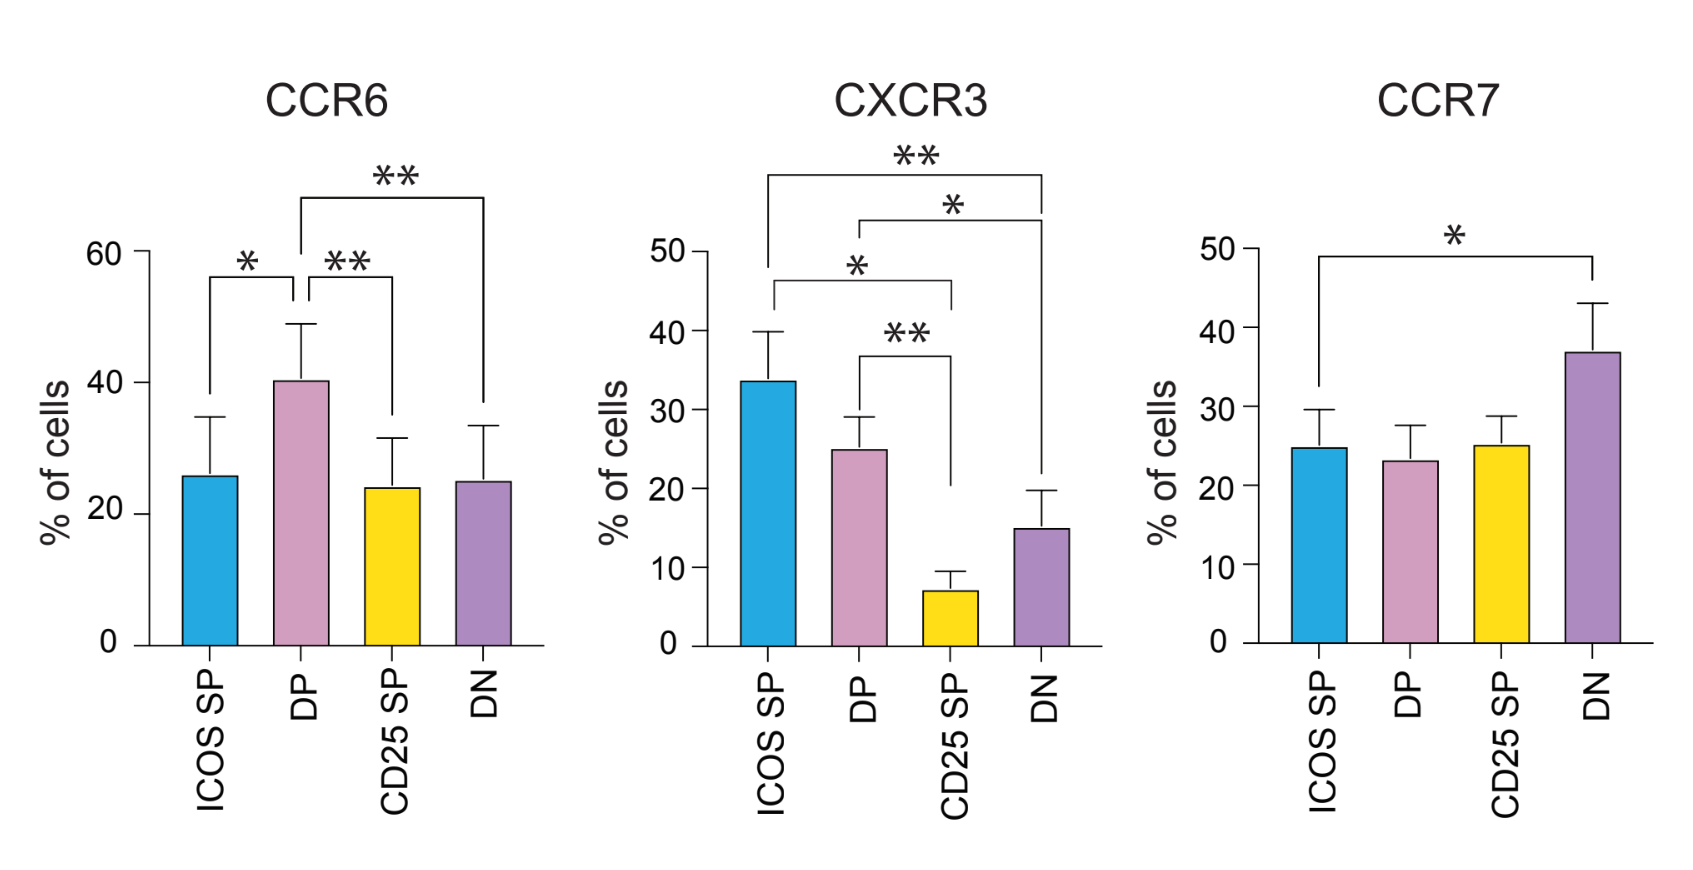 CCR6
**
* **
60
40
20
0
% of cells
ICOS SP
DP
CD25 SP
DN
CXCR3
**
*
*
**
50
40
30
20
10
0
% of cells
ICOS SP
DP
CD25 SP
DN
CCR7
*
50
40
30
20
10
0
% of cells
ICOS SP
DP
CD25 SP
DN